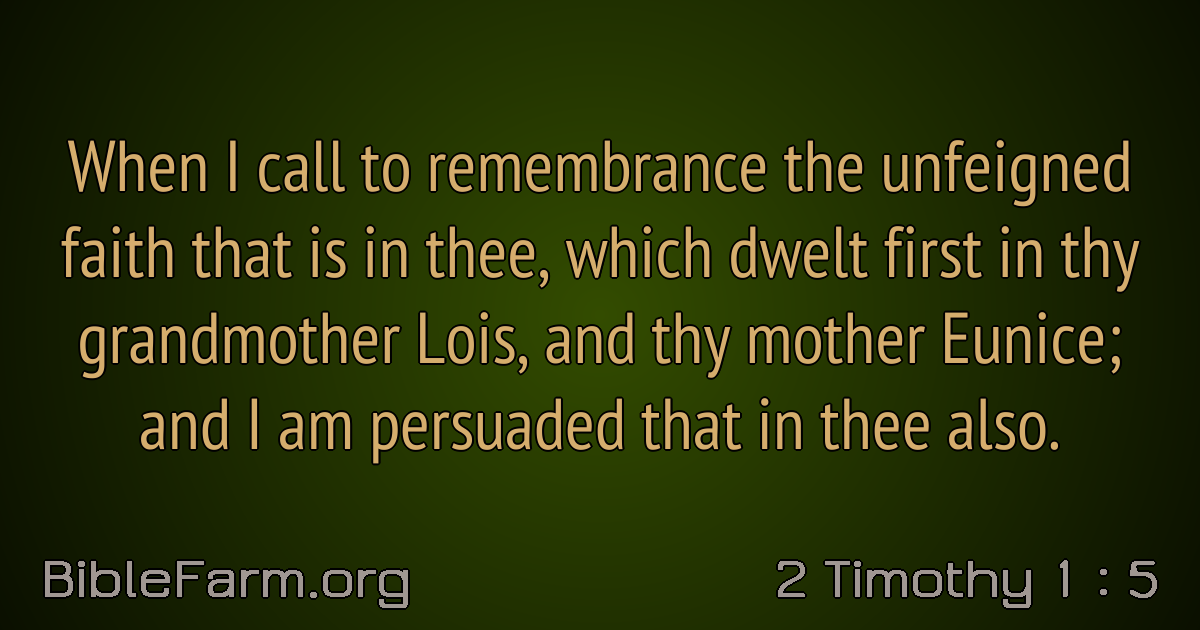 When I call to remembrance the unfeigned
faith that is in thee, which dwelt first in thy
grandmother Lois, and thy mother Eunice;
and I am persuaded that in thee also.
BibleFarm.org
2 Timothy 1 : 5